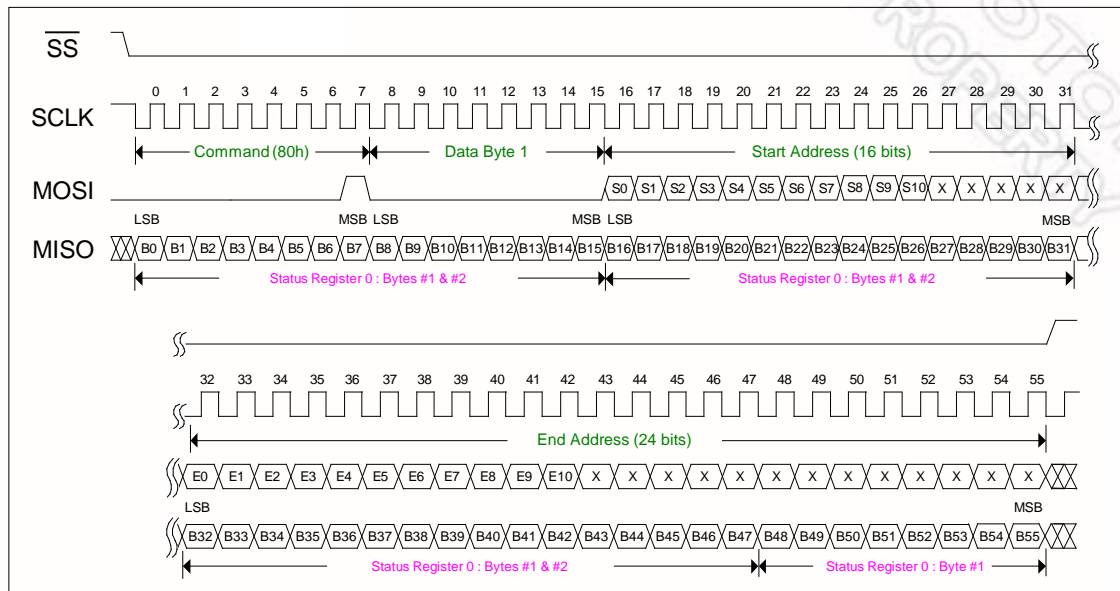 SS
0 1 2 3 4 5 6 7 8 9 10 11 12 13 14 15 16 17 18 19 20 21 22 23 24 25 26 27 28 29 30 31
SCLK
Command (80h) Data Byte 1 Start Address (16 bits)
MOSI S0 S1 S2 S3 S4 S5 S6 S7 S8 S9 S10 X X X X X
LSB MSB LSB MSB LSB MSB
MISO B0 B1 B2 B3 B4 B5 B6 B7 B8 B9 B10 B11 B12 B13 B14 B15 B16 B17 B18 B19 B20 B21 B22 B23 B24 B25 B26 B27 B28 B29 B30 B31
Status Register 0 : Bytes #1 & #2 Status Register 0 : Bytes #1 & #2
32 33 34 35 36 37 38 39 40 41 42 43 44 45 46 47 48 49 50 51 52 53 54 55
End Address (24 bits)
E0 E1 E2 E3 E4 E5 E6 E7 E8 E9 E10 X X X X X X X X X X X X X
LSB MSB
B32 B33 B34 B35 B36 B37 B38 B39 B40 B41 B42 B43 B44 B45 B46 B47 B48 B49 B50 B51 B52 B53 B54 B55
Status Register 0 : Bytes #1 & #2 Status Register 0 : Byte #1